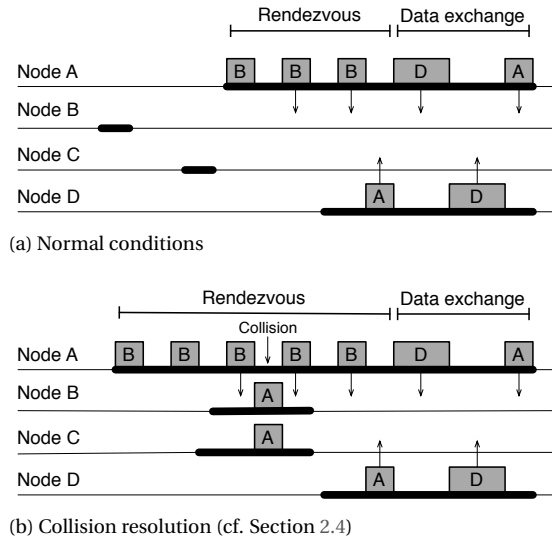 Rendezvous Data exchange
Node A B B B D A
Node B
Node C
Node D A D
(a) Normal conditions
Rendezvous Data exchange
Collision
Node A B B B B B D A
Node B A
Node C A
Node D A D
(b) Collision resolution (cf. Section 2.4)